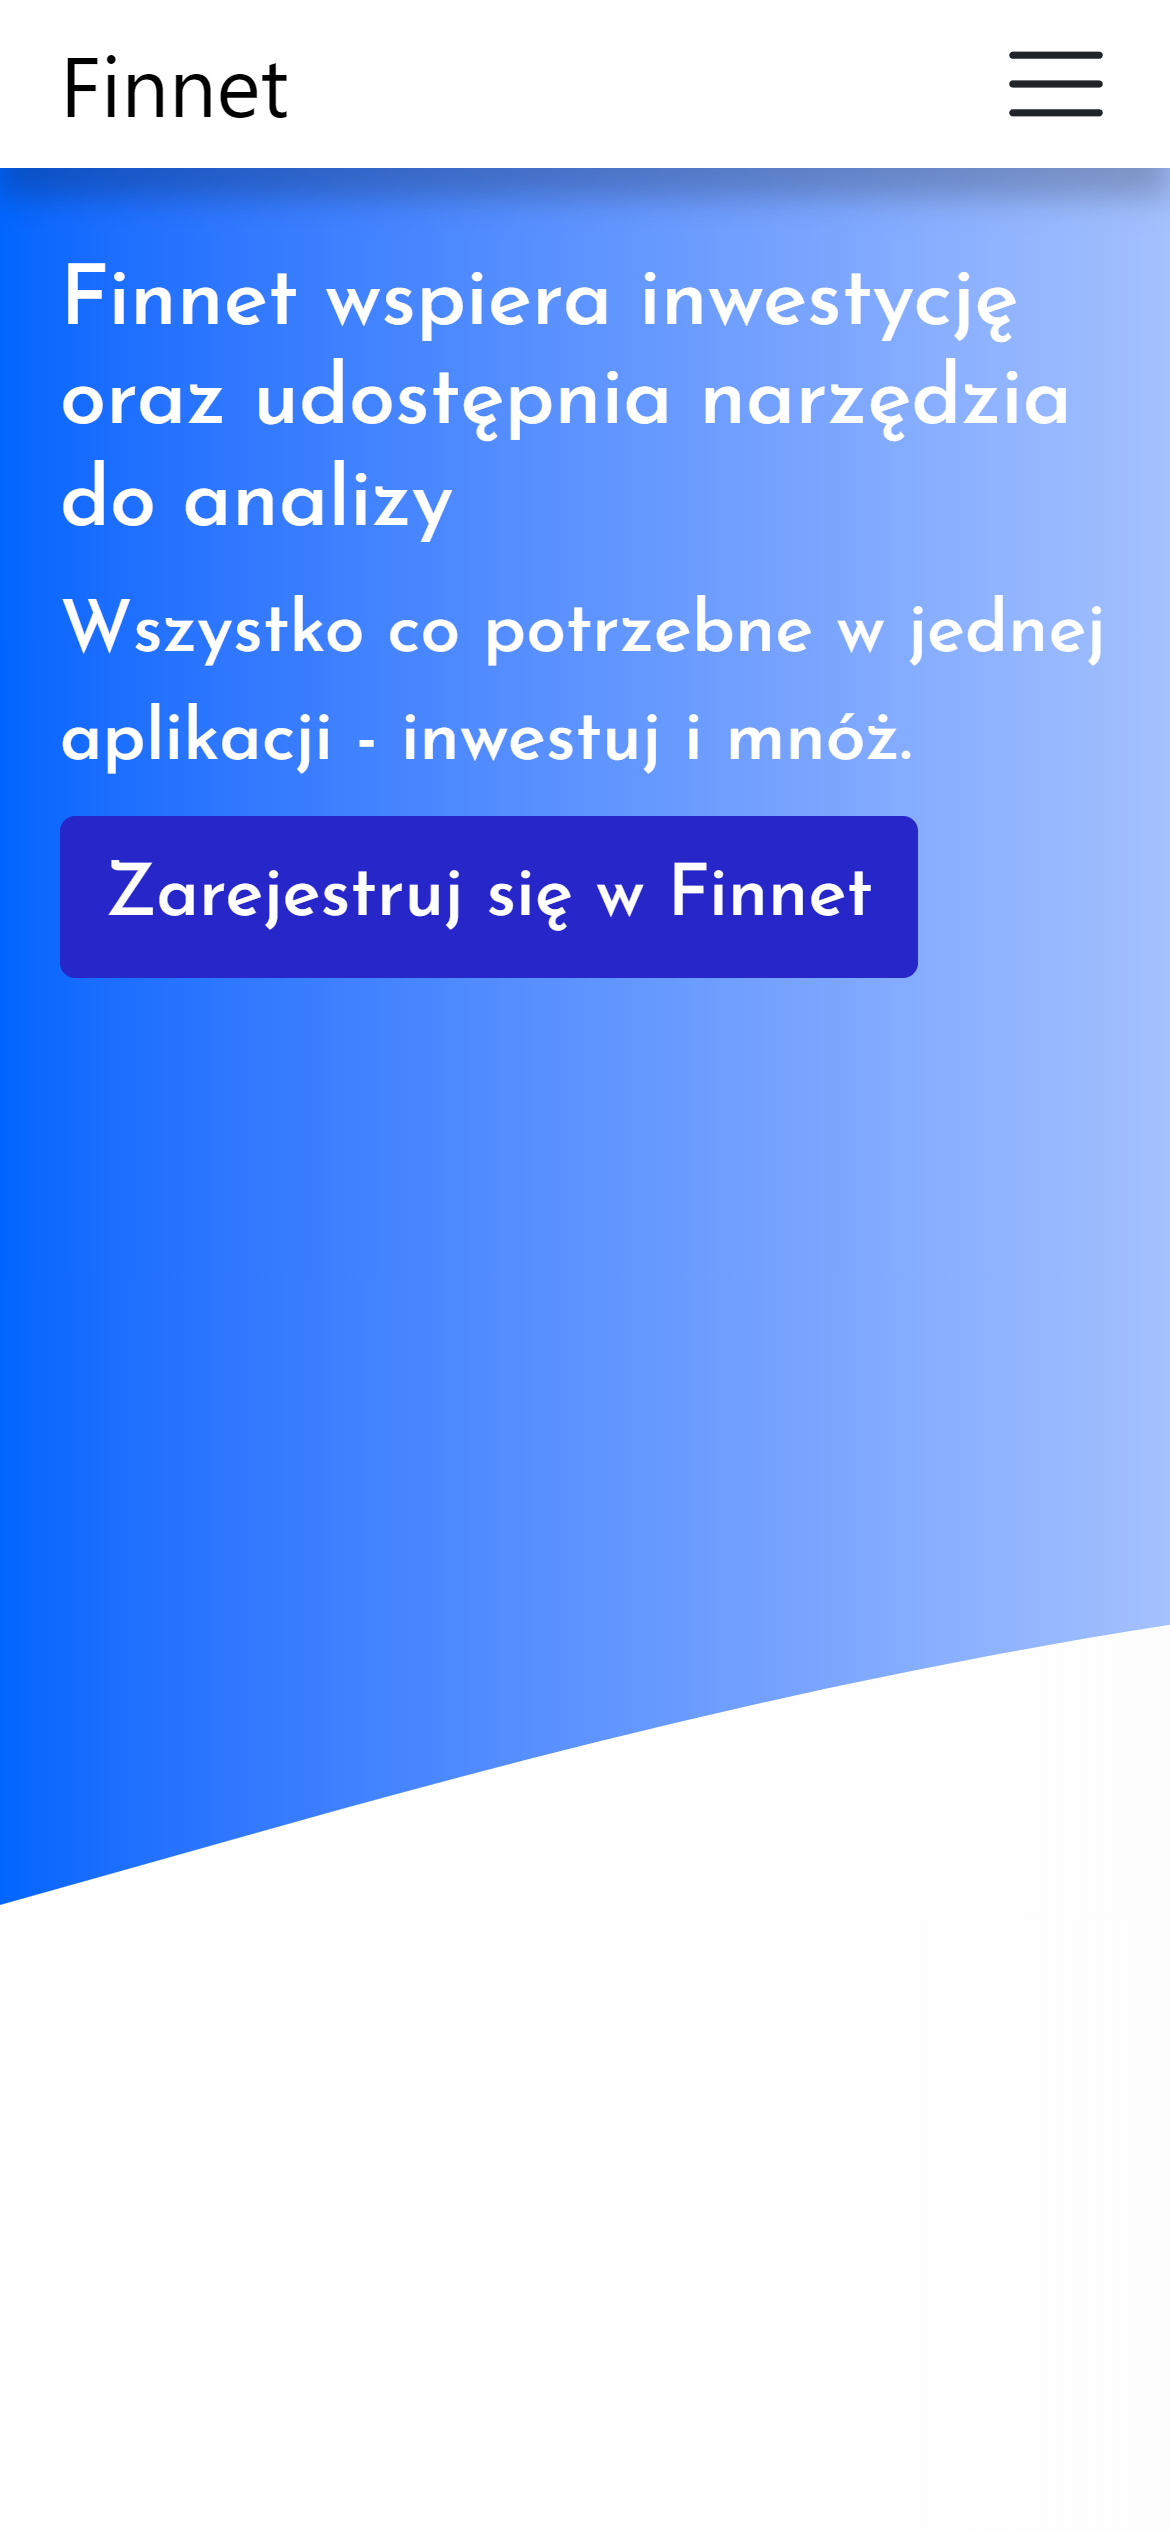 Finnet
Finnet wspiera inwestycję
oraz udostępnia narzędzia
do analizy
Wszystko co potrzebne w jednej
aplikacji - inwestuj i mnóż.
Zarejestruj się w Finnet